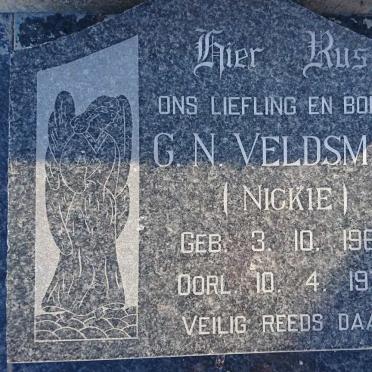 Hier Rus
ONS LIEFLING EN BO
G. N. VELDSM
( NICKIE )
GEB. 3. 10. 196
OORL. 10. 4. 19
VEILIG REEDS DAA